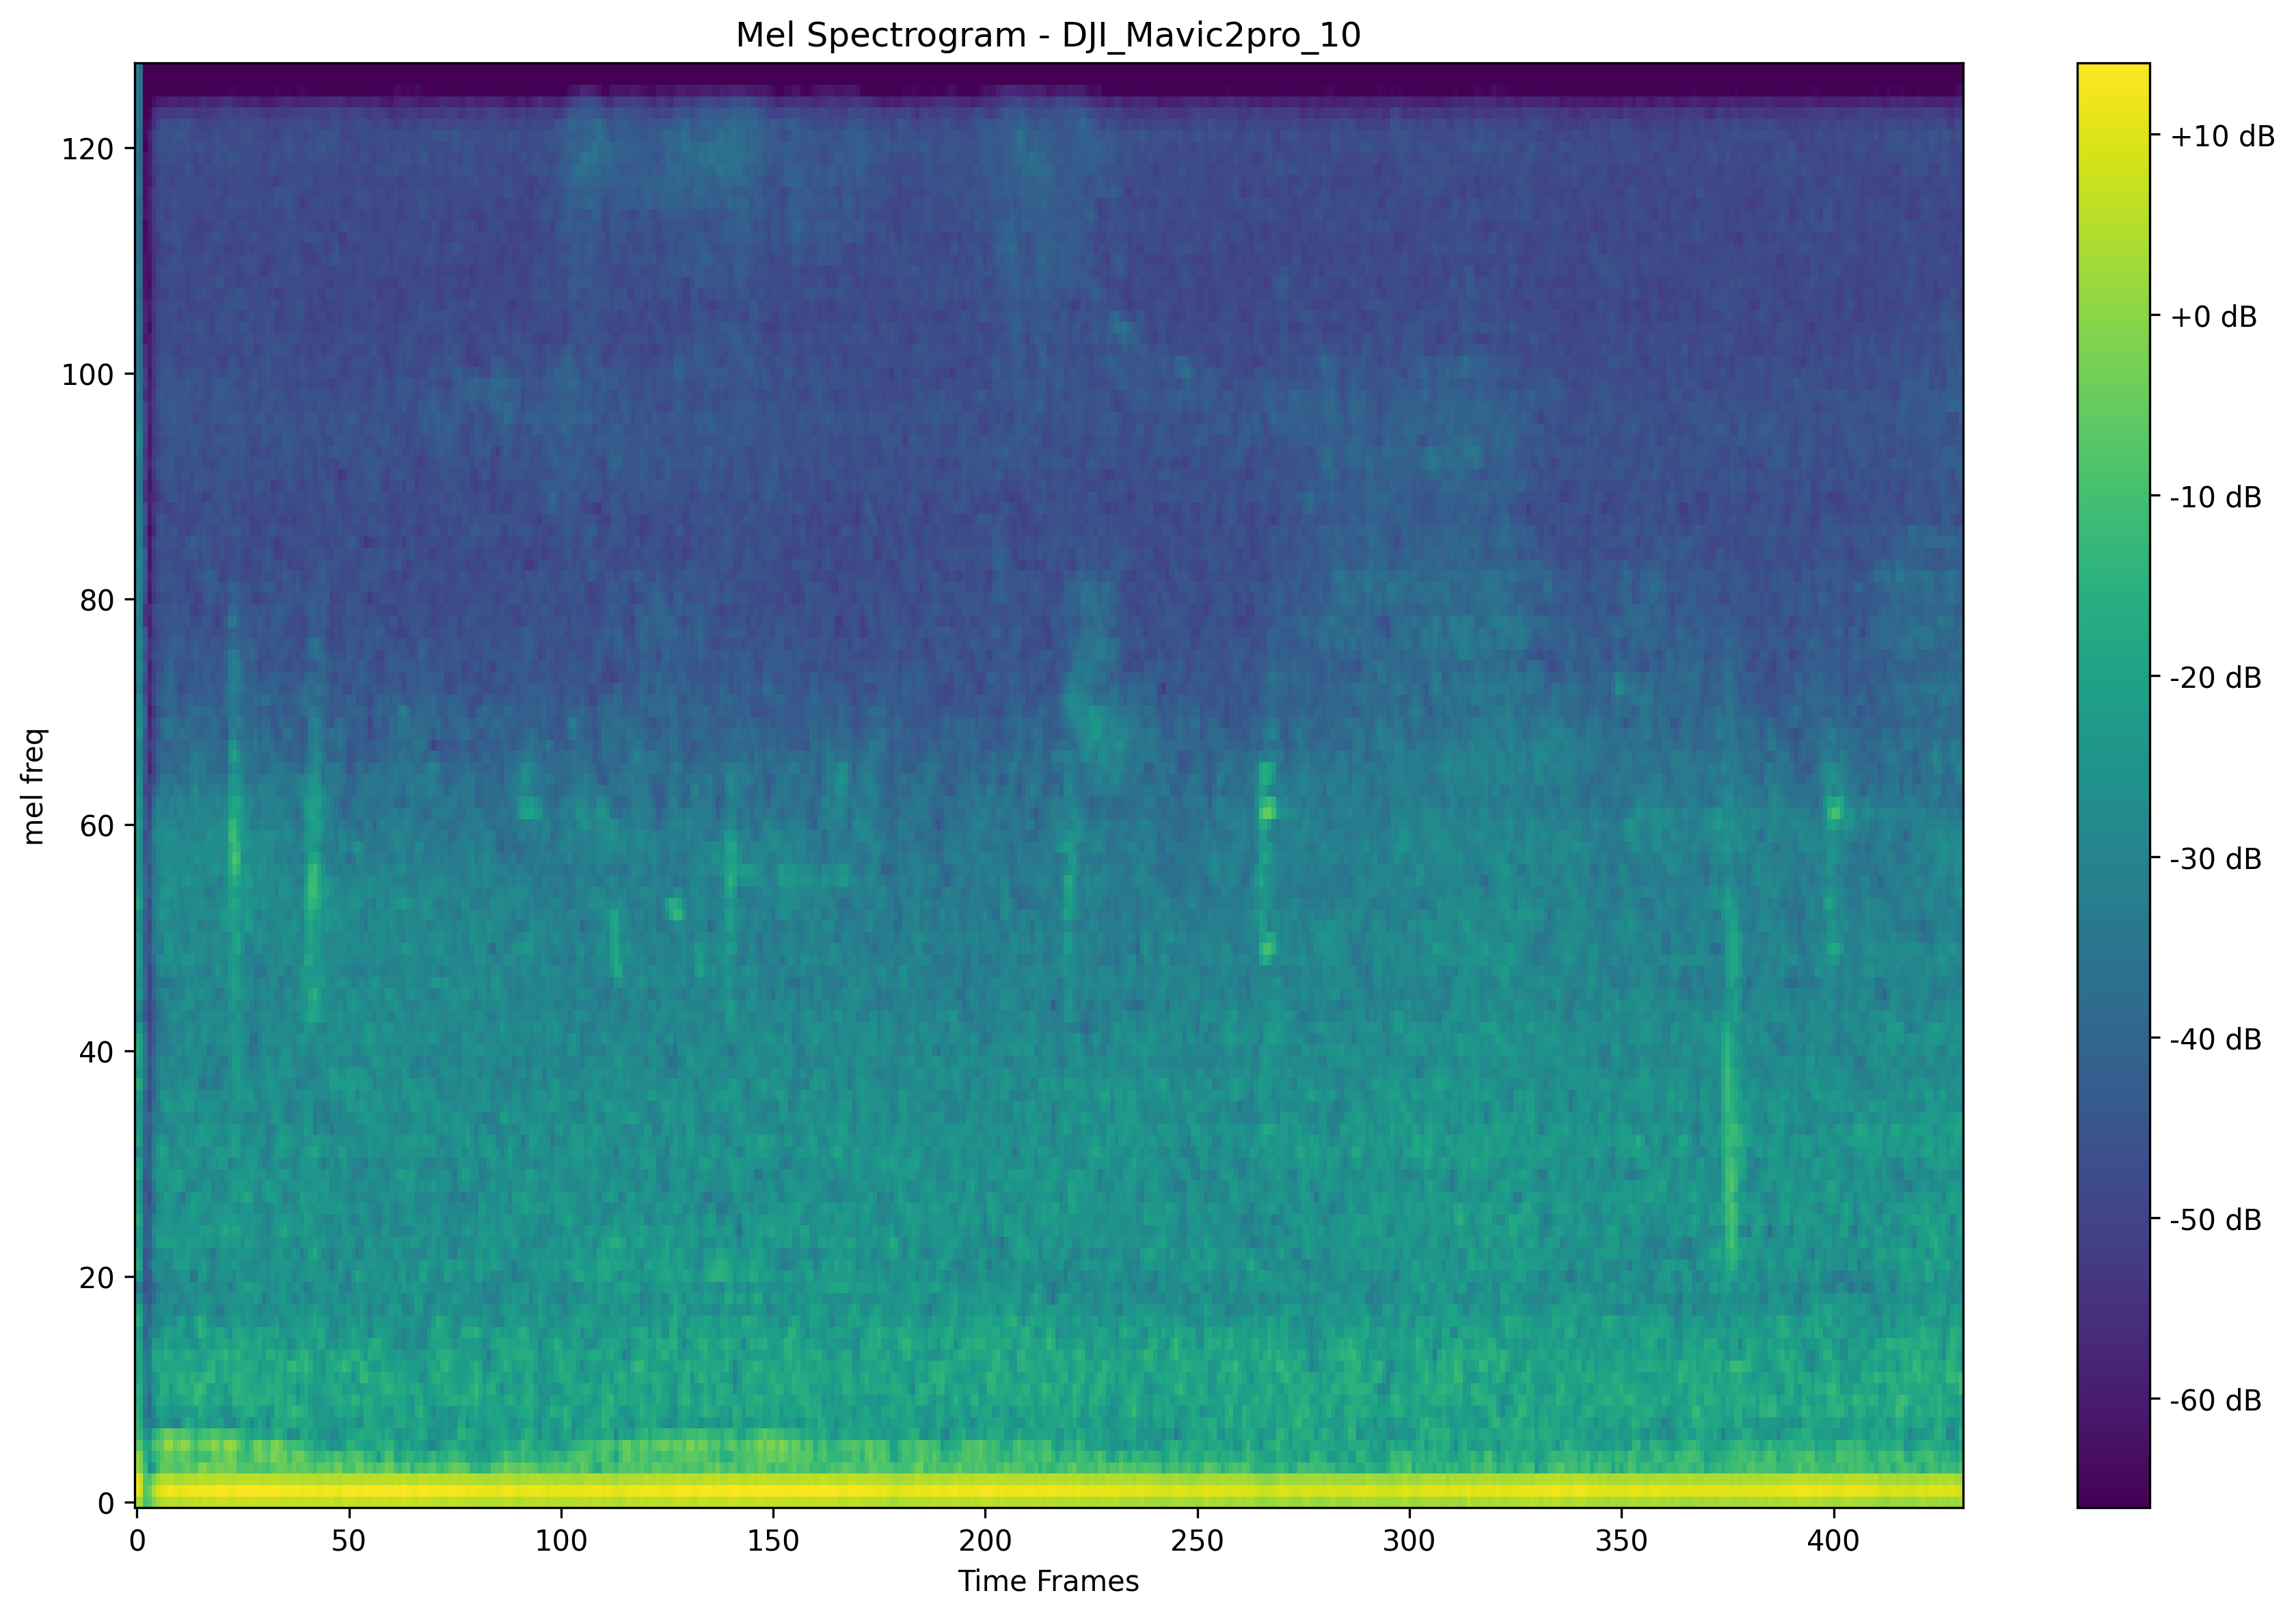 Mel Spectrogram - DJI_Mavic2pro_10
mel freq
120
100
80
60
40
20
0
0 50 100 150 200 250 300 350 400
Time Frames
+10 dB
+0 dB
-10 dB
-20 dB
-30 dB
-40 dB
-50 dB
-60 dB